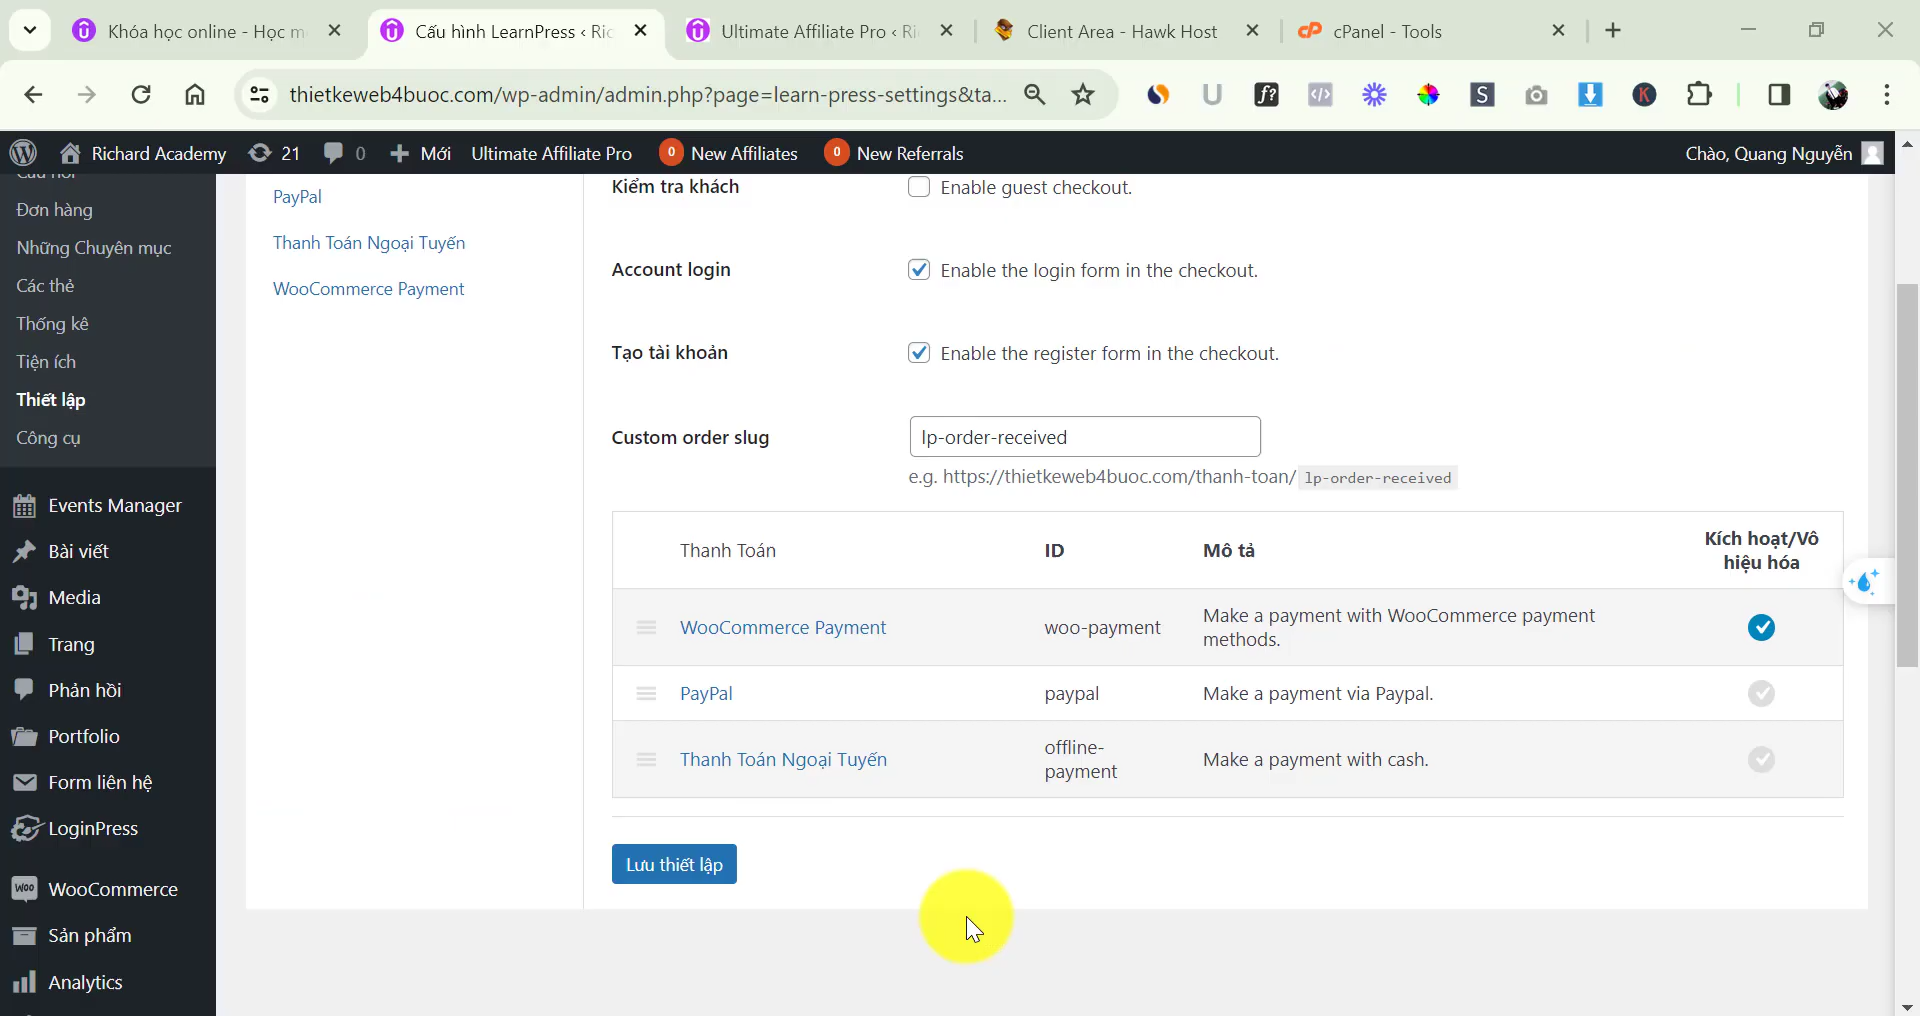 Khóa học online - Học m
Cấu hình LearnPress ‹ Ric
Ultimate Affiliate Pro ‹ Ri
Client Area - Hawk Host
cPanel - Tools
thietkeweb4buoc.com/wp-admin/admin.php?page=learn-press-settings&ta...
Richard Academy
21
0
Mới
Ultimate Affiliate Pro
0
New Affiliates
0
New Referrals
Chào, Quang Nguyễn
Câu hỏi
Đơn hàng
Những Chuyên mục
Các thẻ
Thống kê
Tiện ích
Thiết lập
Công cụ
Events Manager
Bài viết
Media
Trang
Phản hồi
Portfolio
Form liên hệ
LoginPress
WooCommerce
Sản phẩm
Analytics
PayPal
Thanh Toán Ngoại Tuyến
WooCommerce Payment
Kiểm tra khách
Enable guest checkout.
Account login
Enable the login form in the checkout.
Tạo tài khoản
Enable the register form in the checkout.
Custom order slug
lp-order-received
e.g. https://thietkeweb4buoc.com/thanh-toan/ lp-order-received
Thanh Toán
ID
Mô tả
Kích hoạt/Vô
hiệu hóa
WooCommerce Payment
woo-payment
Make a payment with WooCommerce payment
methods.
PayPal
paypal
Make a payment via Paypal.
Thanh Toán Ngoại Tuyến
offline-
payment
Make a payment with cash.
Lưu thiết lập